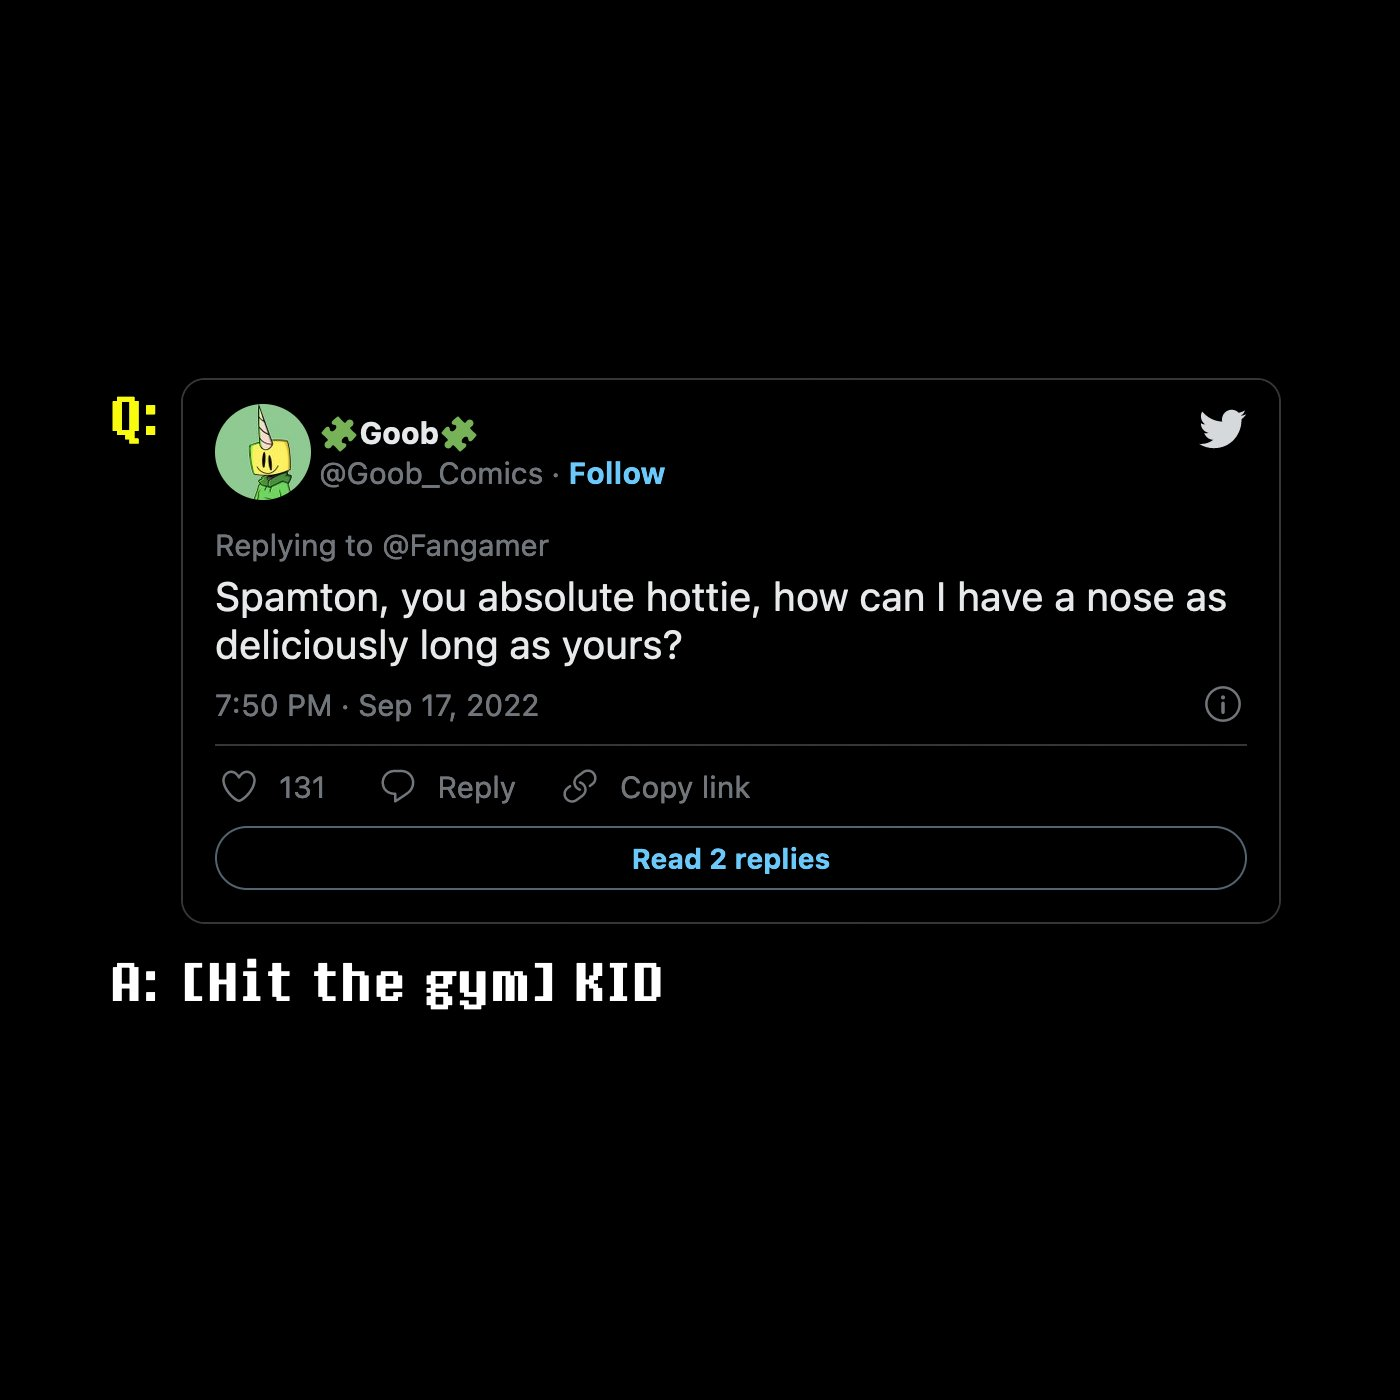 Q:
🧩Goob🧩
@Goob_Comics · Follow
Replying to @Fangamer
Spamton, you absolute hottie, how can I have a nose as
deliciously long as yours?
7:50 PM · Sep 17, 2022
131 Reply Copy link
Read 2 replies
A: [Hit the gym] KID